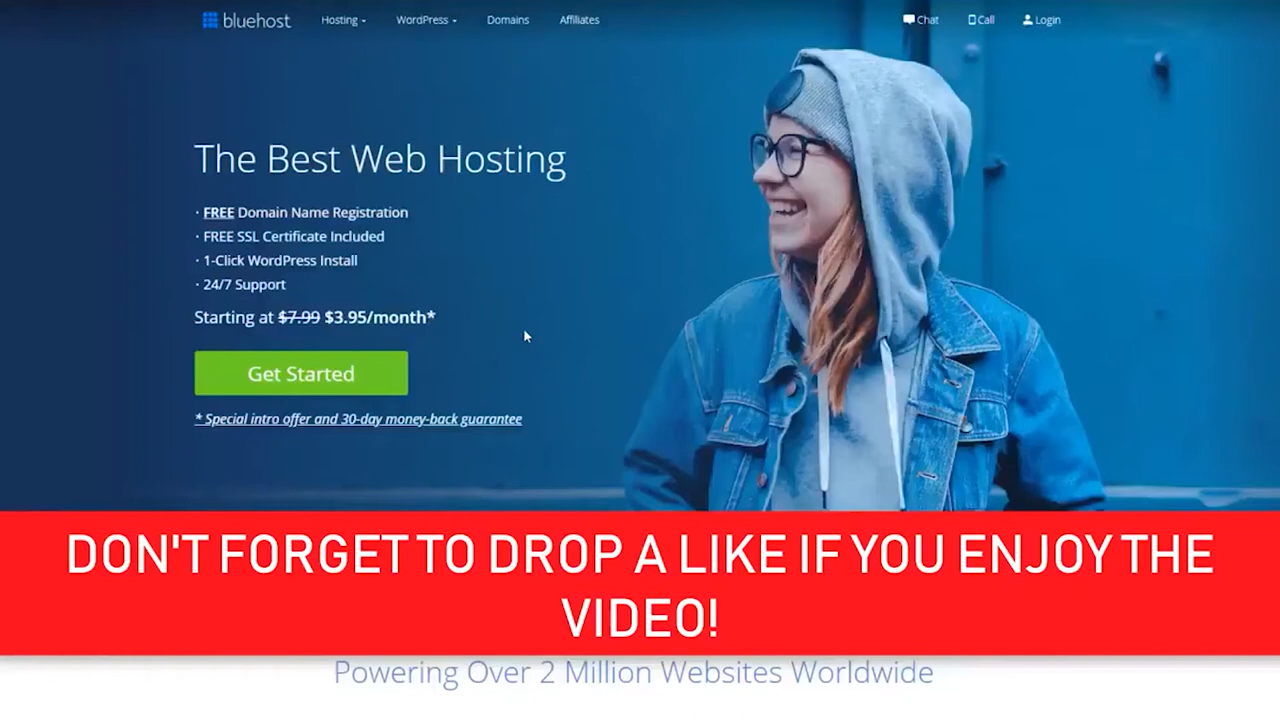 bluehost Hosting WordPress Domains Affiliates Chat Call Login
The Best Web Hosting
· FREE Domain Name Registration
· FREE SSL Certificate Included
· 1-Click WordPress Install
· 24/7 Support
Starting at $7.99 $3.95/month*
Get Started
* Special intro offer and 30-day money-back guarantee
DON'T FORGET TO DROP A LIKE IF YOU ENJOY THE
VIDEO!
Powering Over 2 Million Websites Worldwide